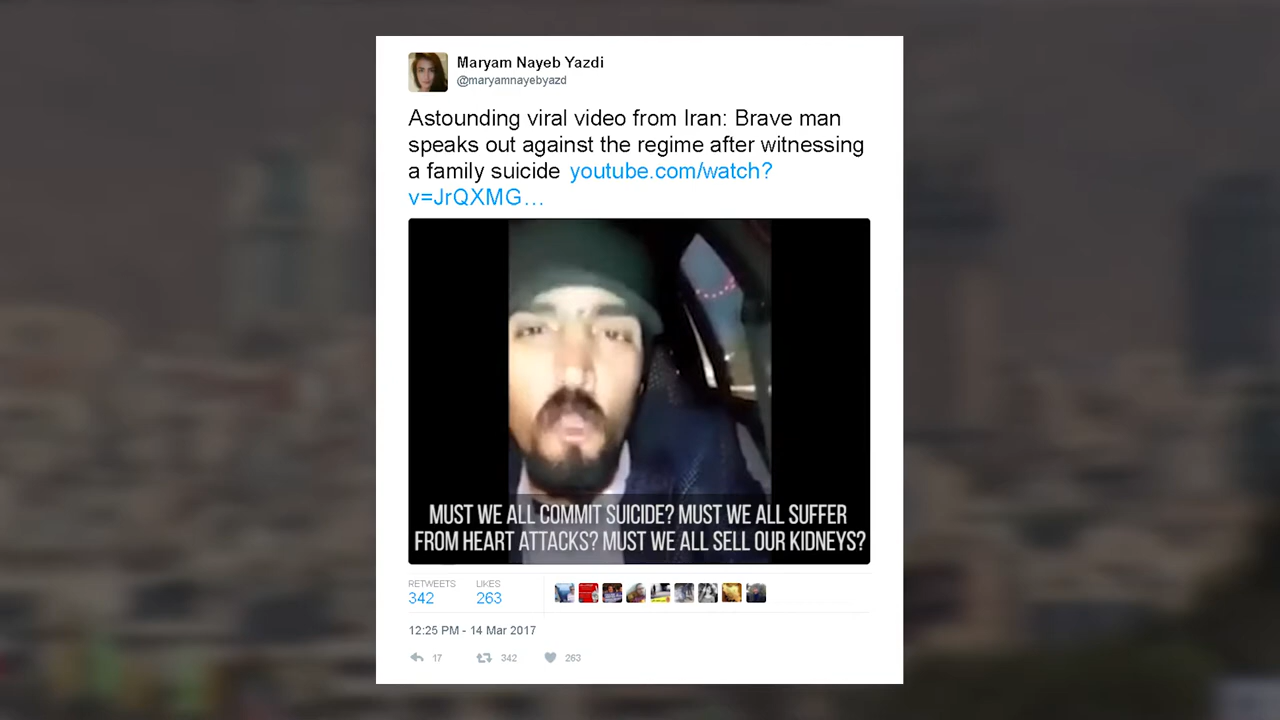 Maryam Nayeb Yazdi
@maryamnayebyazd
Astounding viral video from Iran: Brave man
speaks out against the regime after witnessing
a family suicide youtube.com/watch?
v=JrQXMG…
MUST WE ALL COMMIT SUICIDE? MUST WE ALL SUFFER
FROM HEART ATTACKS? MUST WE ALL SELL OUR KIDNEYS?
RETWEETS LIKES
342 263
12:25 PM - 14 Mar 2017
17 342 263